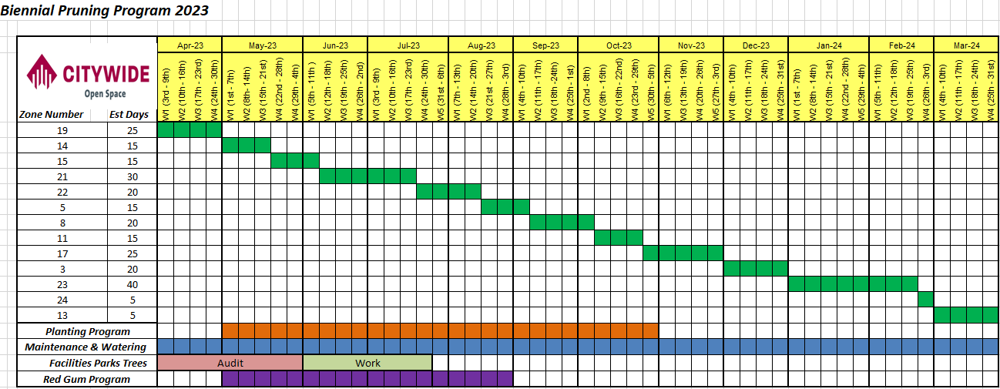 Biennial Pruning Program 2023
CITYWIDE
Open Space
Apr-23 May-23 Jun-23 Jul-23 Aug-23 Sep-23 Oct-23 Nov-23 Dec-23 Jan-24 Feb-24 Mar-24
Zone Number Est Days
W1 (3rd - 9th)
W2 (10th - 16th)
W3 (17th - 23rd)
W4 (24th - 30th)
W1 (1st - 7th)
W2 (8th- 14th)
W3 (15th - 21st)
W4 (22nd - 28th)
W4 (29th - 4th)
W1 (5th - 11th)
W2 (12th - 18th)
W3 (19th - 25th)
W4 (26th - 2nd)
W1 (3rd - 9th)
W2 (10th - 16th)
W3 (17th - 23rd)
W4 (24th - 30th)
W5 (31st - 6th)
W1 (7th - 13th)
W2 (14th - 20th)
W3 (21st - 27th)
W4 (28th - 3rd)
W1 (4th - 10th)
W2 (11th - 17th)
W3 (18th -24th)
W4 (25th - 1st)
W1 (2nd - 8th)
W2 (9th - 15th)
W3 (16th - 22nd)
W4 (23rd - 29th)
W5 (30th - 5th)
W1 (6th - 12th)
W3 (13th - 19th)
W4 (20th - 26th)
W5 (27th - 3rd)
W1 (4th - 10th)
W2 (11th - 17th)
W3 (18th - 24th)
W4 (25th - 31st)
W1 (1st - 7th)
W2 (8th - 14th)
W3 (15th - 21st)
W4 (22nd - 28th)
W5 (29th - 4th)
W1 (5th - 11th)
W2 (12th - 18th)
W3 (19th - 25th)
W4 (26th - 3rd)
W1 (4th - 10th)
W2 (11th - 17th)
W3 (18th - 24th)
W4 (25th - 31st)
19 25
14 15
15 15
21 30
22 20
5 15
8 20
11 15
17 25
3 20
23 40
24 5
13 5
Planting Program
Maintenance & Watering
Facilities Parks Trees Audit Work
Red Gum Program